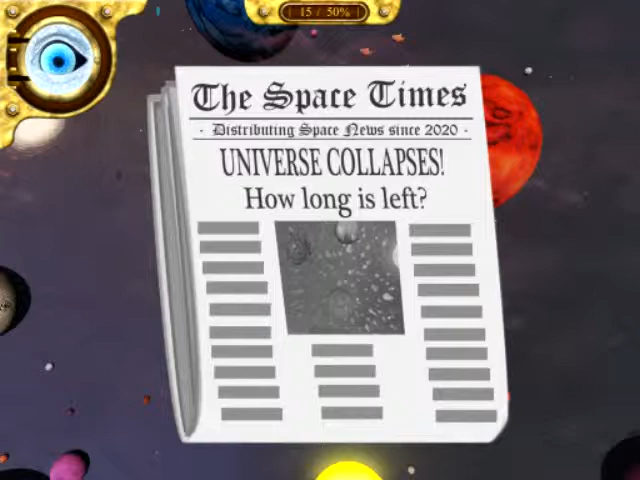 15 / 50%
The Space Times
· Distributing Space News since 2020 ·
UNIVERSE COLLAPSES!
How long is left?